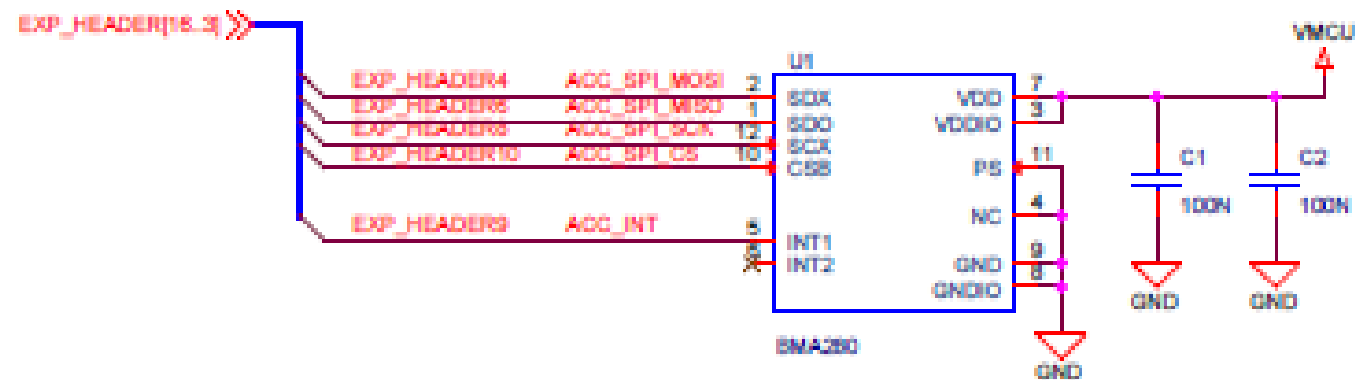 EXP_HEADER[16..3]
VMCU
U1
EXP_HEADER4 ACC_SPI_MOSI 2 SDX VDD 7
EXP_HEADER6 ACC_SPI_MISO 1 SDO VDDIO 3
EXP_HEADER8 ACC_SPI_SCK 12 SCX
EXP_HEADER10 ACC_SPI_CS 10 CSB PS 11
C1
C2
100N
100N
NC 4
EXP_HEADER9 ACC_INT 5 INT1
INT2 GND 9
GNDIO 8
GND
GND
BMA280
GND